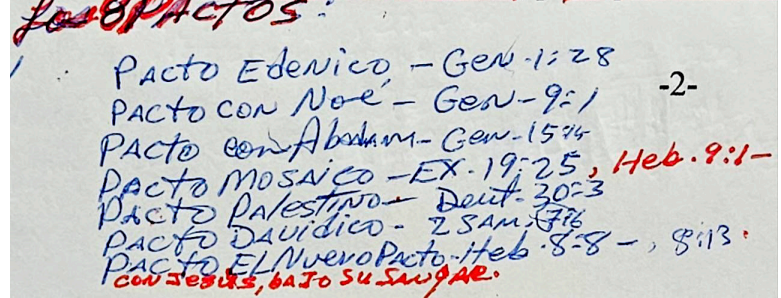 Los 8 PACTOS:
PActo EdeNico, - GeN - 1:28
-2-
PACto CON Noé - GeN - 9:1
PACto con Abraham - Gen - 15
PACto MOSAico - EX. 19:25, Heb. 9:1 -
PACto PAlestiNo - Deut. 30:3
PACto DAvidico - 2 SAM. 7:16
PACto EL Nuevo PActo - Heb. 8:8 -, 8:13.
CON Jesus, bAJo SU SANgRe.